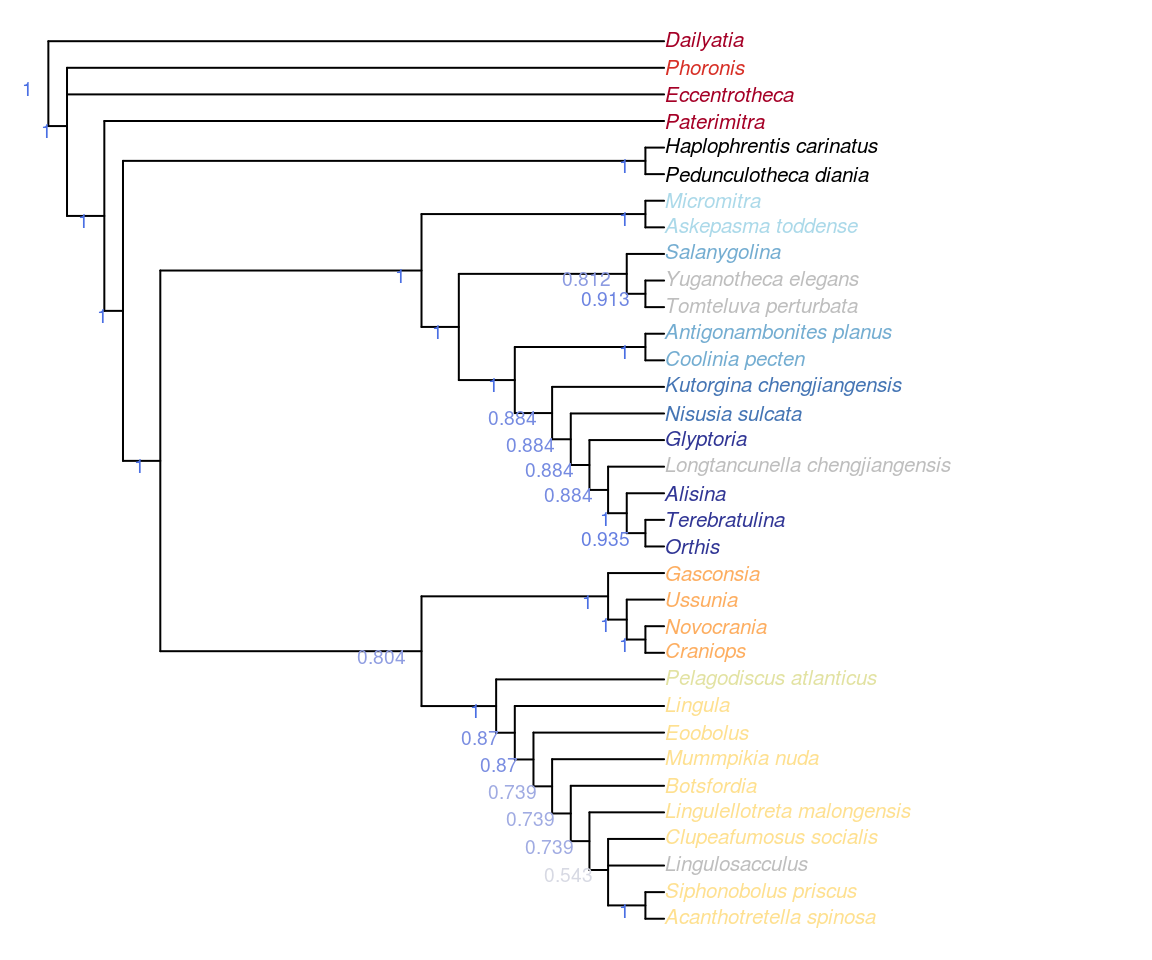 Dailyatia
Phoronis
1
Eccentrotheca
Paterimitra
1
Haplophrentis carinatus
1
Pedunculotheca diania
Micromitra
1
1
Askepasma toddense
Salanygolina
1
0.812
Yuganotheca elegans
0.913
Tomteluva perturbata
1
Antigonambonites planus
1
1
Coolinia pecten
1
Kutorgina chengjiangensis
Nisusia sulcata
0.884
Glyptoria
0.884
1
Longtancunella chengjiangensis
0.884
Alisina
0.884
Terebratulina
1
0.935
Orthis
Gasconsia
Ussunia
1
Novocrania
1
1
Craniops
0.804
Pelagodiscus atlanticus
Lingula
1
Eoobolus
0.87
Mummpikia nuda
0.87
Botsfordia
0.739
Lingulellotreta malongensis
0.739
Clupeafumosus socialis
0.739
Lingulosacculus
0.543
Siphonobolus priscus
1
Acanthotretella spinosa